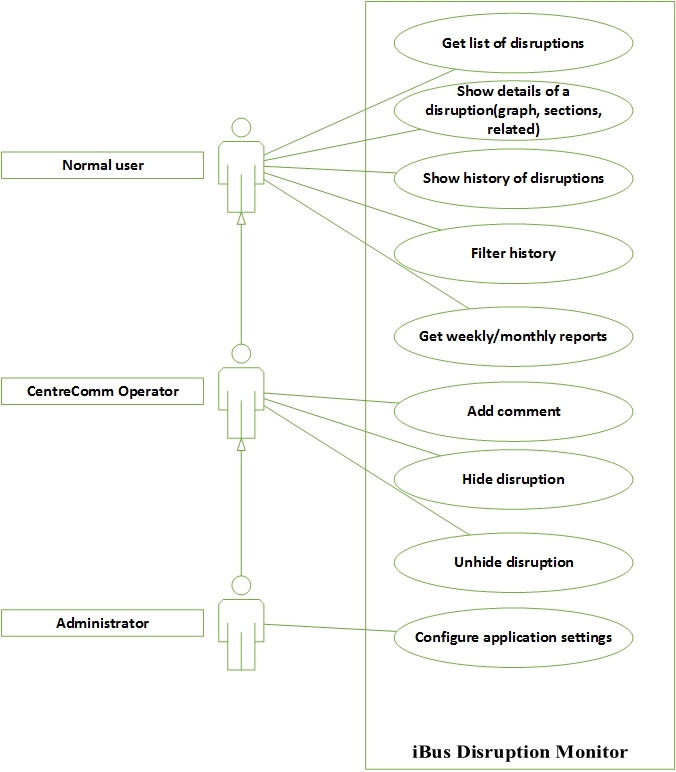 Get list of disruptions
Show details of a
disruption(graph, sections,
related)
Normal user
Show history of disruptions
Filter history
Get weekly/monthly reports
CentreComm Operator
Add comment
Hide disruption
Unhide disruption
Administrator
Configure application settings
iBus Disruption Monitor